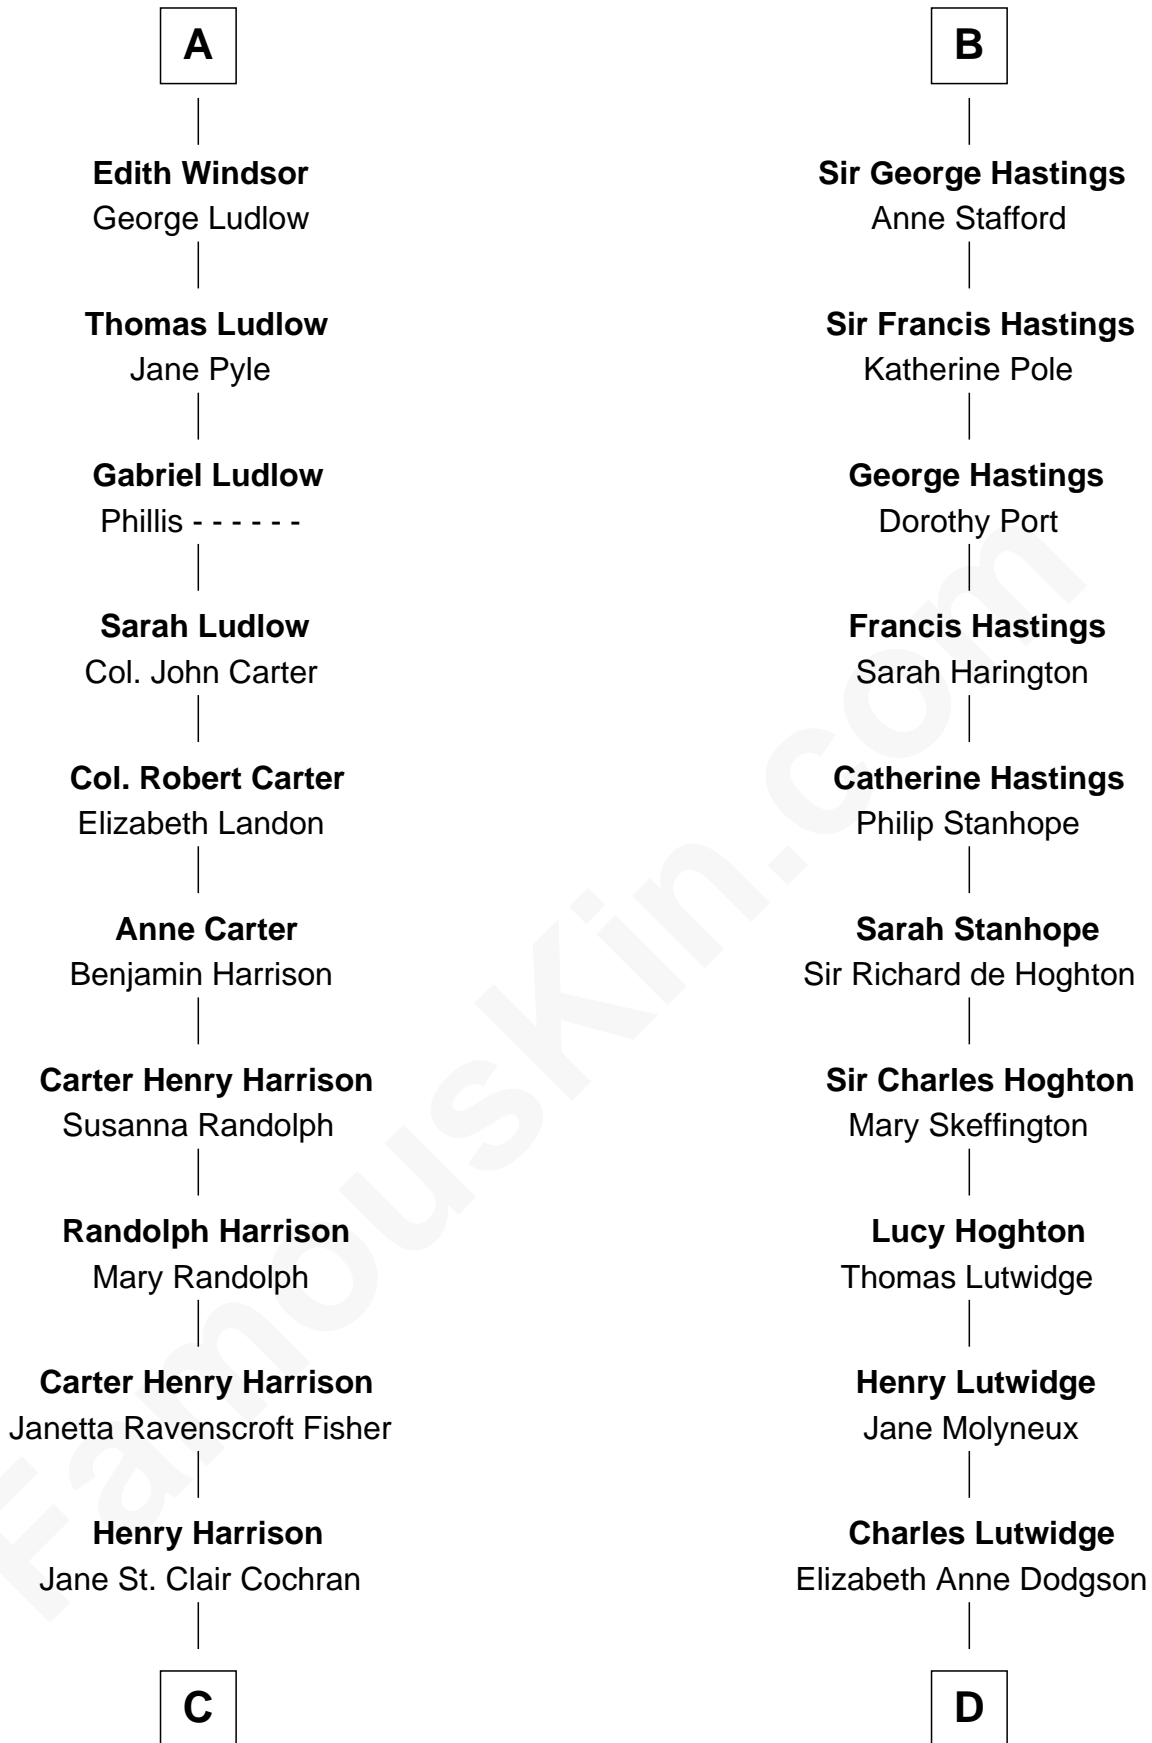 A
Edith Windsor
George Ludlow
Thomas Ludlow
Jane Pyle
Gabriel Ludlow
Phillis - - - - - -
Sarah Ludlow
Col. John Carter
Col. Robert Carter
Elizabeth Landon
Anne Carter
Benjamin Harrison
Carter Henry Harrison
Susanna Randolph
Randolph Harrison
Mary Randolph
Carter Henry Harrison
Janetta Ravenscroft Fisher
Henry Harrison
Jane St. Clair Cochran
C
B
Sir George Hastings
Anne Stafford
Sir Francis Hastings
Katherine Pole
George Hastings
Dorothy Port
Francis Hastings
Sarah Harington
Catherine Hastings
Philip Stanhope
Sarah Stanhope
Sir Richard de Hoghton
Sir Charles Hoghton
Mary Skeffington
Lucy Hoghton
Thomas Lutwidge
Henry Lutwidge
Jane Molyneux
Charles Lutwidge
Elizabeth Anne Dodgson
D
FamousKin.com